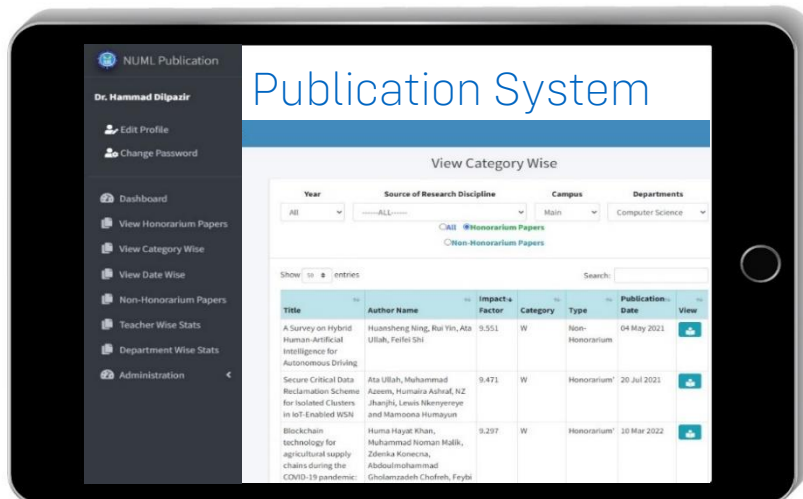 NUML Publication
Publication System
Dr. Hammad Dilpazir
Edit Profile
Change Password
Dashboard
View Honorarium Papers
View Category Wise
View Date Wise
Non-Honorarium Papers
Teacher Wise Stats
Department Wise Stats
Administration
View Category Wise
Year Source of Research Discipline Campus Departments
All -----ALL------ Main Computer Science
All Honorarium Papers
Non-Honorarium Papers
Show 10 entries Search:
Title Author Name Impact Factor Category Type Publication Date View
A Survey on Hybrid Huansheng Ning, Rui Yin, Ata 9.551 W Non- 04 May 2021
Human-Artificial Ullah, Feifei Shi Honorarium
Intelligence for
Autonomous Driving
Secure Critical Data Ata Ullah, Muhammad 9.471 W Honorarium' 20 Jul 2021
Reclamation Scheme Azeem, Humaira Ashraf, NZ
for Isolated Clusters Jhanjhi, Lewis Nkenyereye
in IoT-Enabled WSN and Mamoona Humayun
Blockchain Huma Hayat Khan, 9.297 W Honorarium' 10 Mar 2022
technology for Muhammad Noman Malik,
agricultural supply Zdenka Konecna,
chains during the Abdoulmohammad
COVID-19 pandemic: Gholamzadeh Chofreh, Feybi